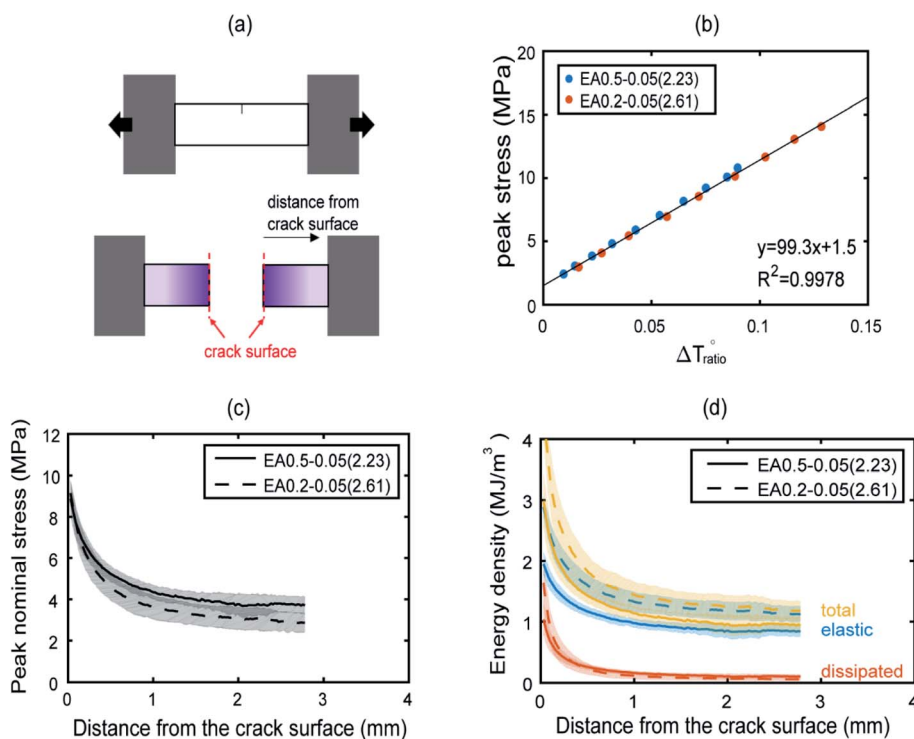 (a)
distance from
crack surface
crack surface
(b)
peak stress (MPa)
20
15
10
5
0
EA0.5-0.05(2.23)
EA0.2-0.05(2.61)
y=99.3x+1.5
R²=0.9978
0
0.05
0.1
0.15
ΔT°ratio
(c)
Peak nominal stress (MPa)
12
10
8
6
4
2
0
EA0.5-0.05(2.23)
EA0.2-0.05(2.61)
0
1
2
3
4
Distance from the crack surface (mm)
(d)
Energy density (MJ/m³)
4
3
2
1
0
EA0.5-0.05(2.23)
EA0.2-0.05(2.61)
total
elastic
dissipated
0
1
2
3
4
Distance from the crack surface (mm)